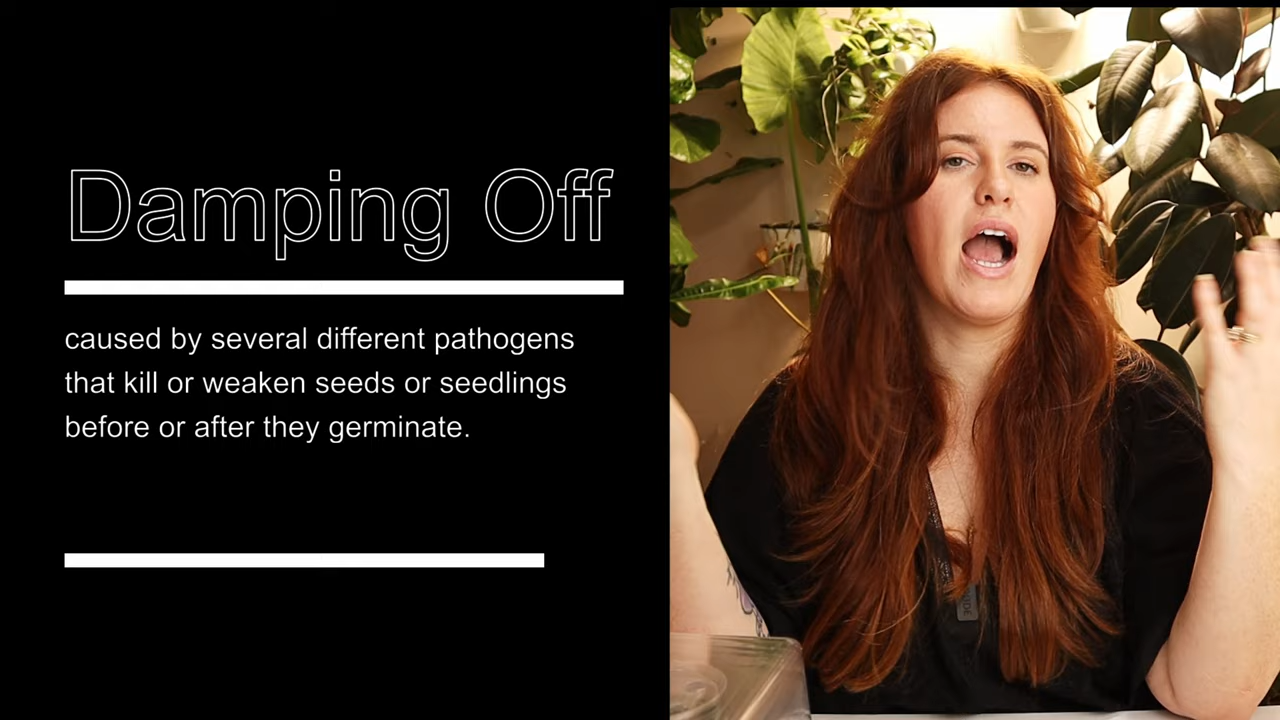 Damping Off
caused by several different pathogens
that kill or weaken seeds or seedlings
before or after they germinate.